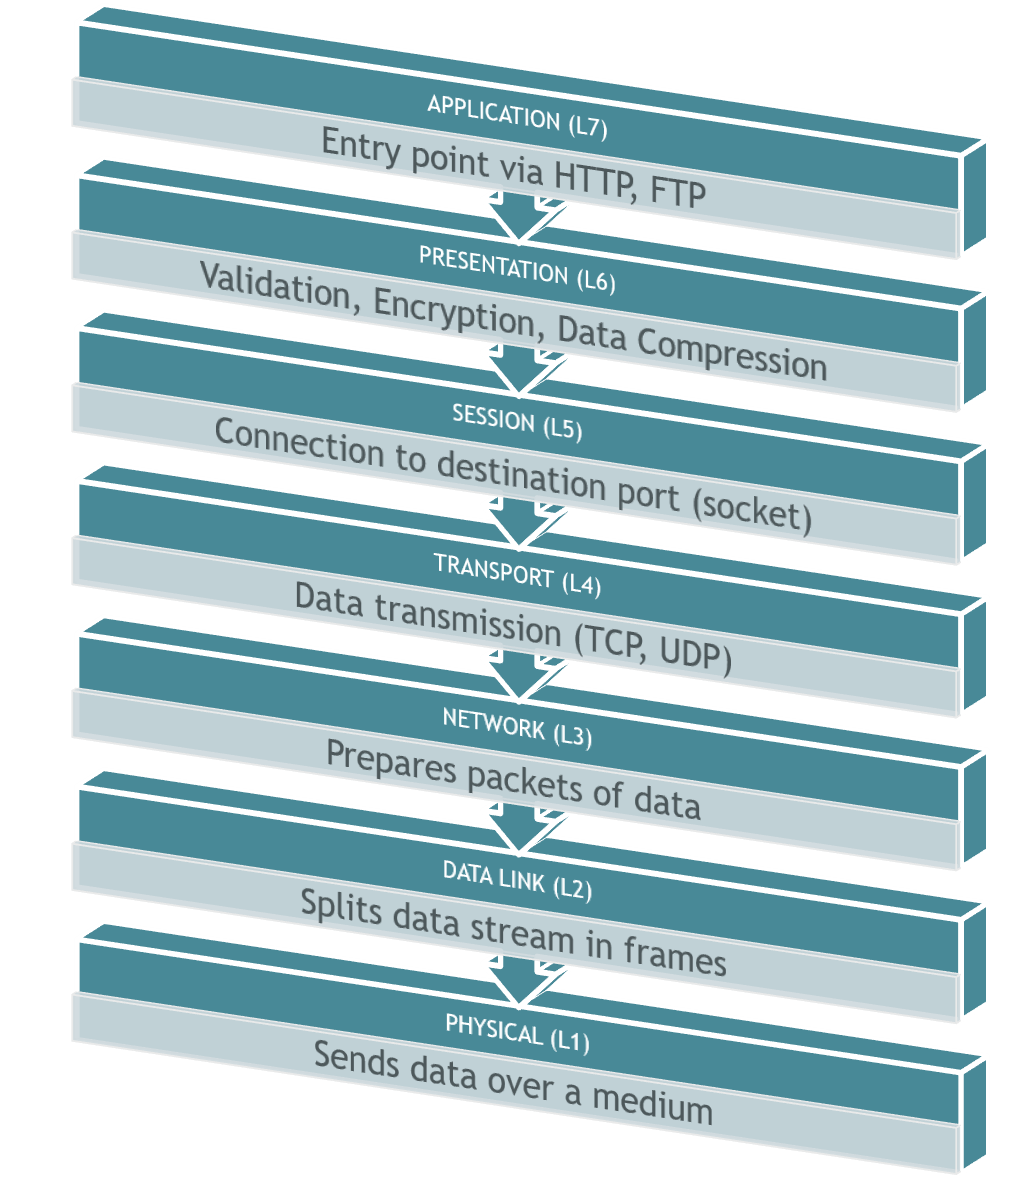 APPLICATION (L7)
Entry point via HTTP, FTP
PRESENTATION (L6)
Validation, Encryption, Data Compression
SESSION (L5)
Connection to destination port (socket)
TRANSPORT (L4)
Data transmission (TCP, UDP)
NETWORK (L3)
Prepares packets of data
DATA LINK (L2)
Splits data stream in frames
PHYSICAL (L1)
Sends data over a medium